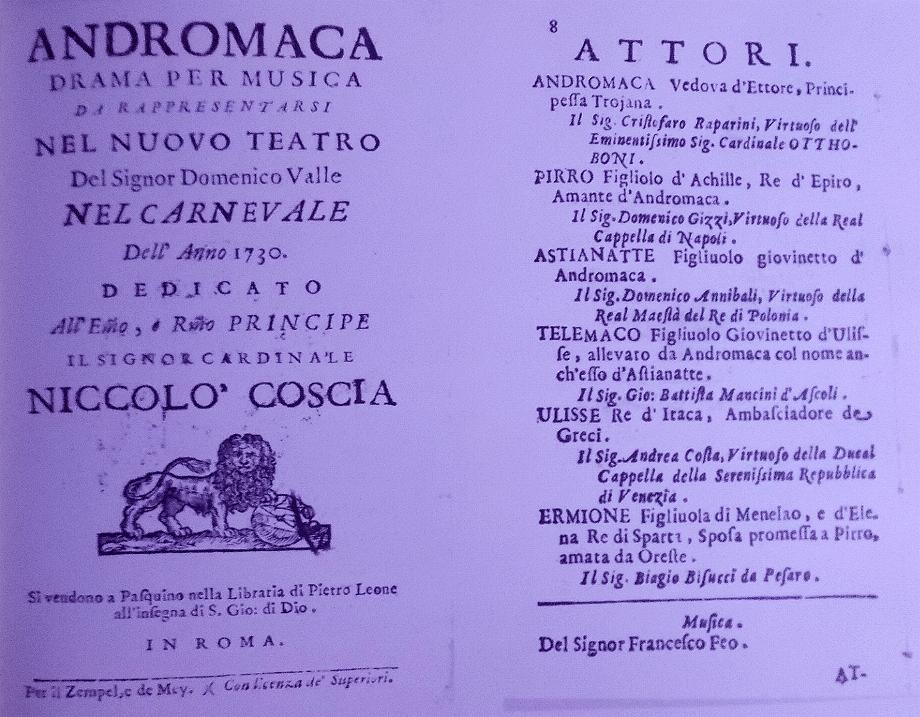 ANDROMACA
DRAMA PER MUSICA
DA RAPPRESENTARSI
NEL NUOVO TEATRO
Del Signor Domenico Valle
NEL CARNEVALE
Dell' Anno 1730.
DEDICATO
All' Em̃o, e Rm̃o PRINCIPE
IL SIGNOR CARDINALE
NICCOLO' COSCIA
Si vendono a Paſquino nella Libraria di Pietro Leone
all'inſegna di S. Gio: di Dio.
IN ROMA.
Per il Zempel, e de Mey. X Con licenza de' Superiori.
8
ATTORI.
ANDROMACA Vedova d'Ettore, Princi-
peſſa Trojana.
Il Sig. Criſtofaro Raparini, Virtuoſo dell'
Eminentiſſimo Sig. Cardinale OTTHO-
BONI.
PIRRO Figliolo d' Achille, Re d' Epiro,
Amante d'Andromaca.
Il Sig. Domenico Gizzi, Virtuoſo della Real
Cappella di Napoli.
ASTIANATTE Figliuolo giovinetto d'
Andromaca.
Il Sig. Domenico Annibali, Virtuoſo della
Real Maeſtà del Re di Polonia.
TELEMACO Figliuolo Giovinetto d'Uliſ-
ſe, allevato da Andromaca col nome an-
ch'eſſo d'Aſtianatte.
Il Sig. Gio: Battiſta Mancini d'Aſcoli.
ULISSE Re d' Itaca, Ambaſciadore de
Greci.
Il Sig. Andrea Coſta, Virtuoſo della Ducal
Cappella della Sereniſſima Repubblica
di Venezia.
ERMIONE Figliuola di Menelao, e d'Ele-
na Re di Sparta, Spoſa promeſſa a Pirro,
amata da Oreſte.
Il Sig. Biagio Biſucci da Peſaro.
Muſica.
Del Signor Franceſco Feo.
AT-